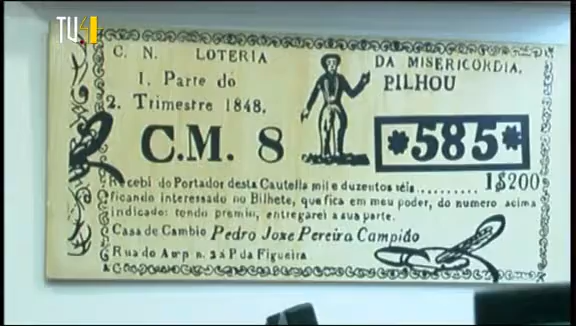 TV4
C. N. LOTERIA DA MISERICORDIA,
1. Parte do PILHOU
2. Trimestre 1848.
C.M. 8 *585*
Recebi do Portador desta Cautella mil e duzentos réis.......... 1$200
ficando interessado no Bilhete, que fica em meu poder, do numero acima
indicado: tendo premio, entregarei a sua parte.
Casa de Cambio Pedro Joze Pereira Campião
Rua do Amp n. 3 à P da Figueira